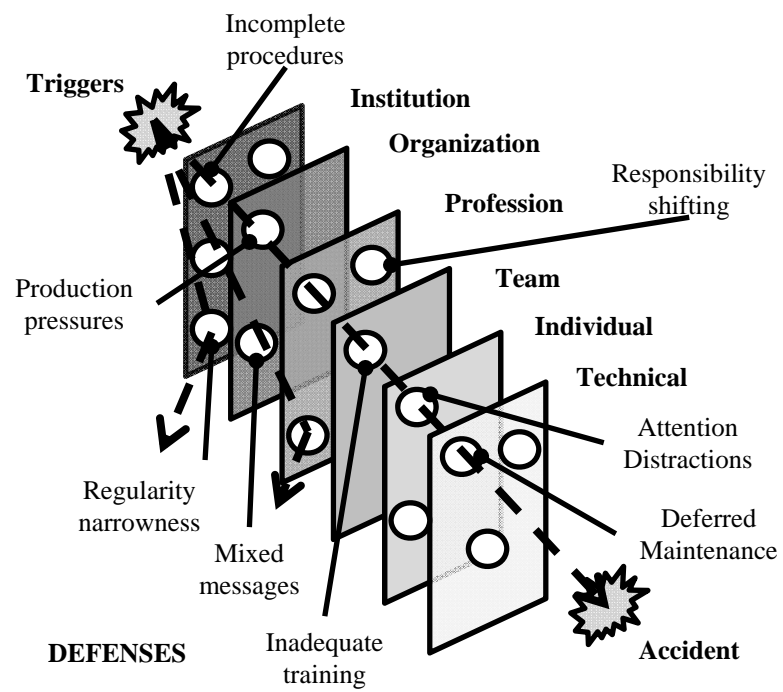 Incomplete
procedures
Triggers
Institution
Organization
Responsibility
shifting
Profession
Team
Production
pressures
Individual
Technical
Attention
Distractions
Regularity
narrowness
Deferred
Maintenance
Mixed
messages
Inadequate
training
DEFENSES
Accident